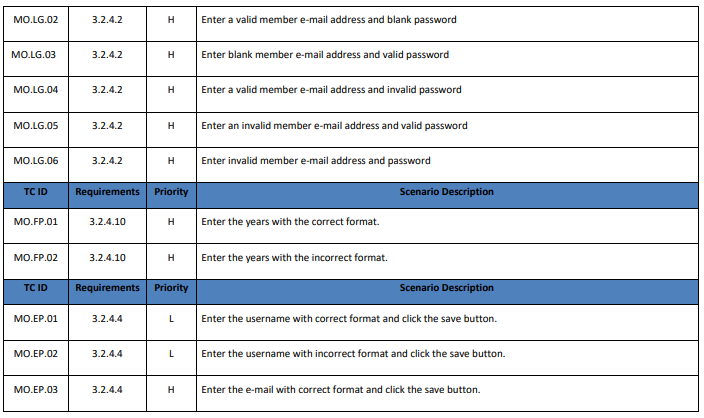 MO.LG.02 3.2.4.2 H Enter a valid member e-mail address and blank password
MO.LG.03 3.2.4.2 H Enter blank member e-mail address and valid password
MO.LG.04 3.2.4.2 H Enter a valid member e-mail address and invalid password
MO.LG.05 3.2.4.2 H Enter an invalid member e-mail address and valid password
MO.LG.06 3.2.4.2 H Enter invalid member e-mail address and password
TC ID Requirements Priority Scenario Description
MO.FP.01 3.2.4.10 H Enter the years with the correct format.
MO.FP.02 3.2.4.10 H Enter the years with the incorrect format.
TC ID Requirements Priority Scenario Description
MO.EP.01 3.2.4.4 L Enter the username with correct format and click the save button.
MO.EP.02 3.2.4.4 L Enter the username with incorrect format and click the save button.
MO.EP.03 3.2.4.4 H Enter the e-mail with correct format and click the save button.